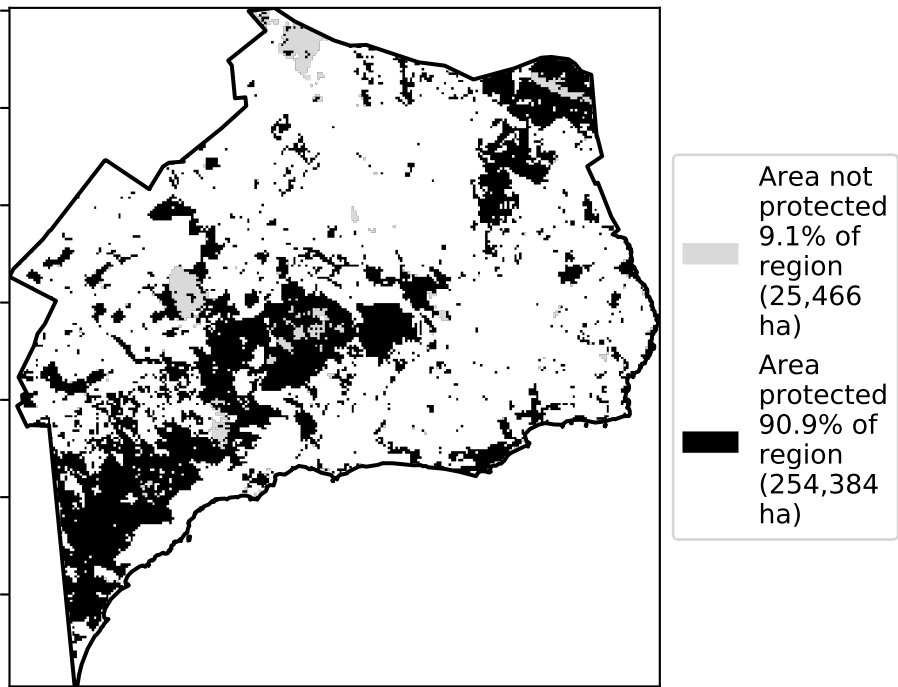 Area not
protected
9.1% of
region
(25,466
ha)
Area
protected
90.9% of
region
(254,384
ha)